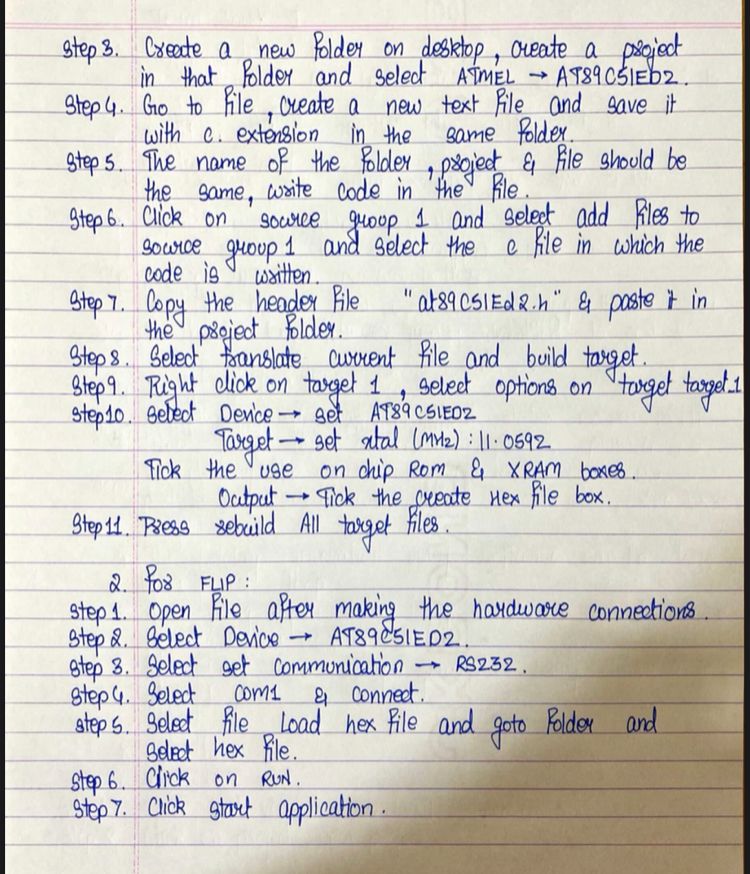 Step 3. Create a new folder on desktop, create a project
in that folder and select ATMEL → AT89C51ED2.
Step 4. Go to file, create a new text file and save it
with c. extension in the same folder.
Step 5. The name of the folder, project & file should be
the same, write code in the file.
Step 6. Click on source group 1 and select add files to
source group 1 and select the c file in which the
code is written.
Step 7. Copy the header file "at89C51Ed2.h" & paste it in
the project folder.
Step 8. Select translate current file and build target.
Step 9. Right click on target 1, select options on target target 1
Step 10. Select Device → set AT89C51ED2
Target → set xtal (MHz) : 11.0592
Tick the use on chip Rom & XRAM boxes.
Output → Tick the create Hex file box.
Step 11. Press rebuild All target files.
2. For FLIP :
Step 1. Open file after making the hardware connections.
Step 2. Select Device → AT89C51ED2.
Step 3. Select set communication → RS232.
Step 4. Select COM1 & connect.
Step 5. Select file Load hex file and goto folder and
select hex file.
Step 6. Click on RUN.
Step 7. Click start application.